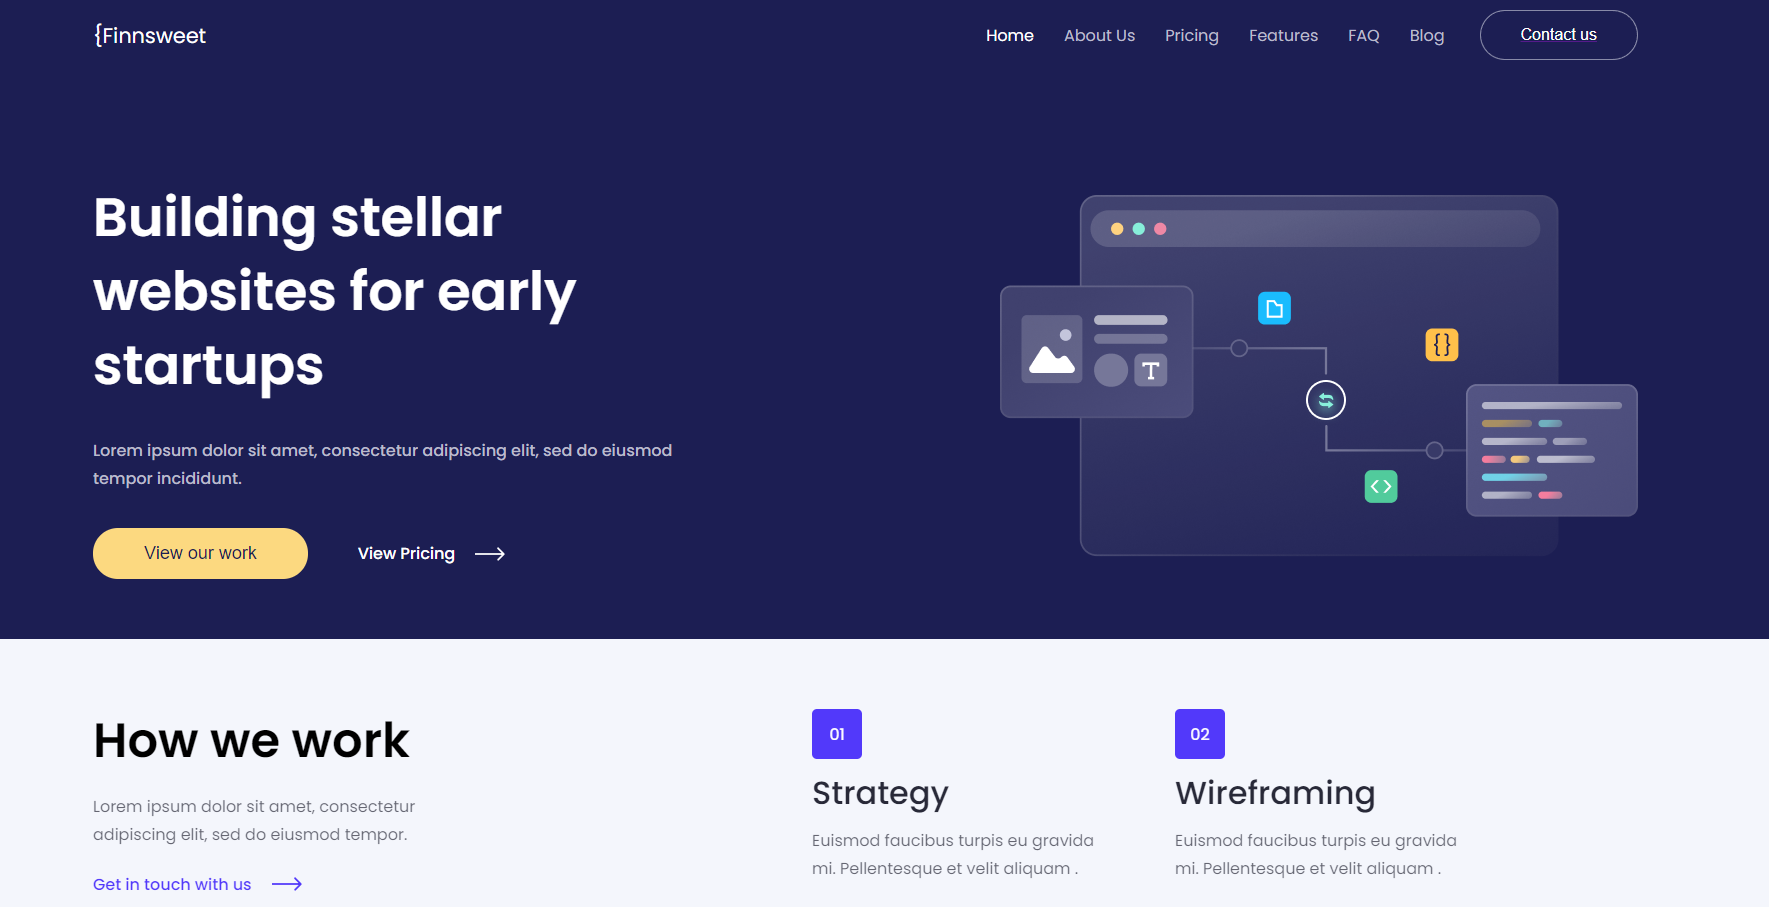 {Finnsweet
Home About Us Pricing Features FAQ Blog Contact us
Building stellar
websites for early
startups
Lorem ipsum dolor sit amet, consectetur adipiscing elit, sed do eiusmod
tempor incididunt.
View our work View Pricing
T
{}
<>
How we work
Lorem ipsum dolor sit amet, consectetur
adipiscing elit, sed do eiusmod tempor.
Get in touch with us
01
Strategy
Euismod faucibus turpis eu gravida
mi. Pellentesque et velit aliquam .
02
Wireframing
Euismod faucibus turpis eu gravida
mi. Pellentesque et velit aliquam .